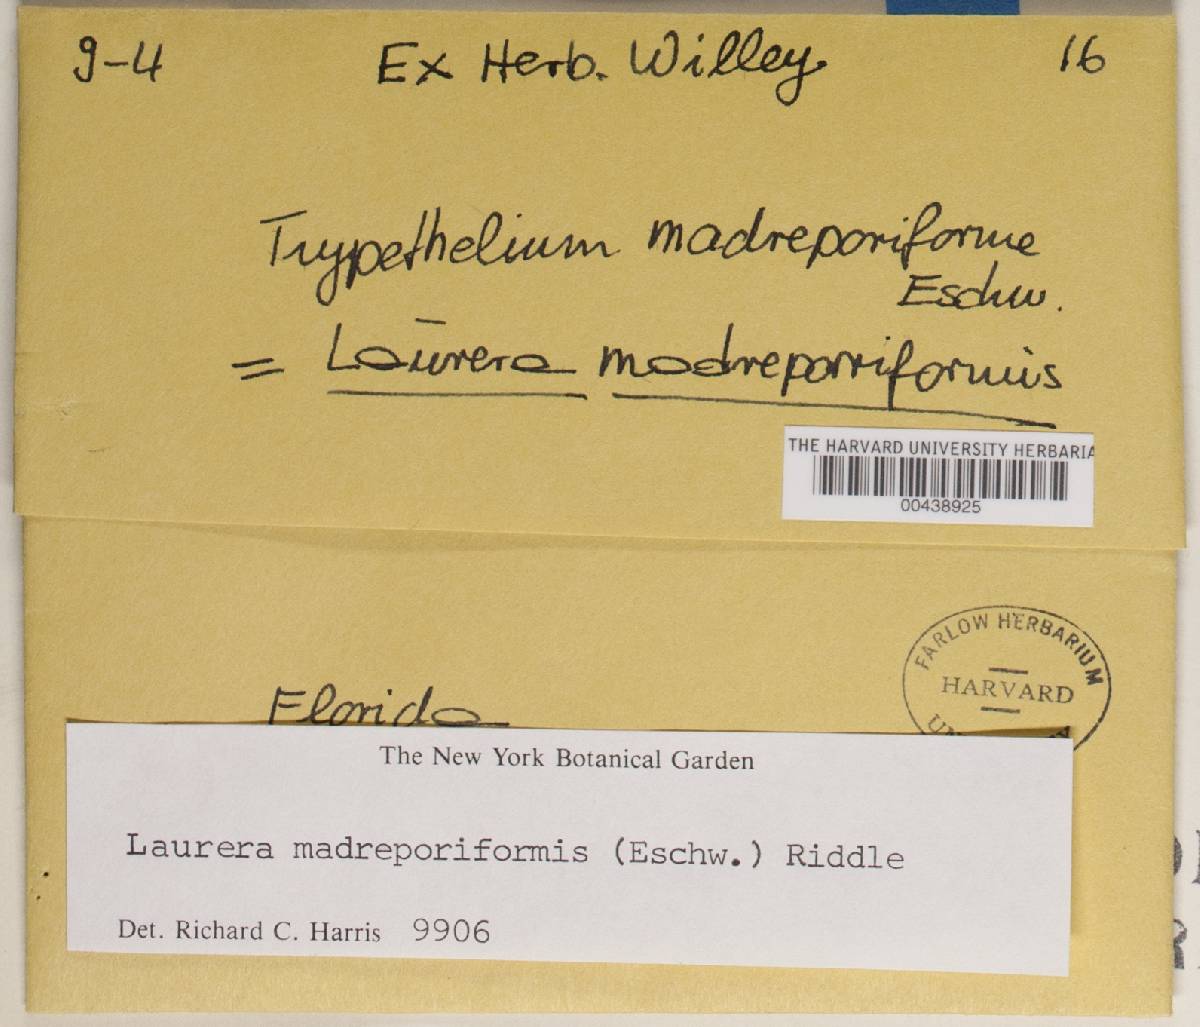 9-4 Ex Herb. Willey 16
Trypethelium madreporiforme
Eschw.
= Laurera madreporiformis
THE HARVARD UNIVERSITY HERBARIA
00438925
FARLOW HERBARIUM
HARVARD
Florida
The New York Botanical Garden
Laurera madreporiformis (Eschw.) Riddle
Det. Richard C. Harris 9906